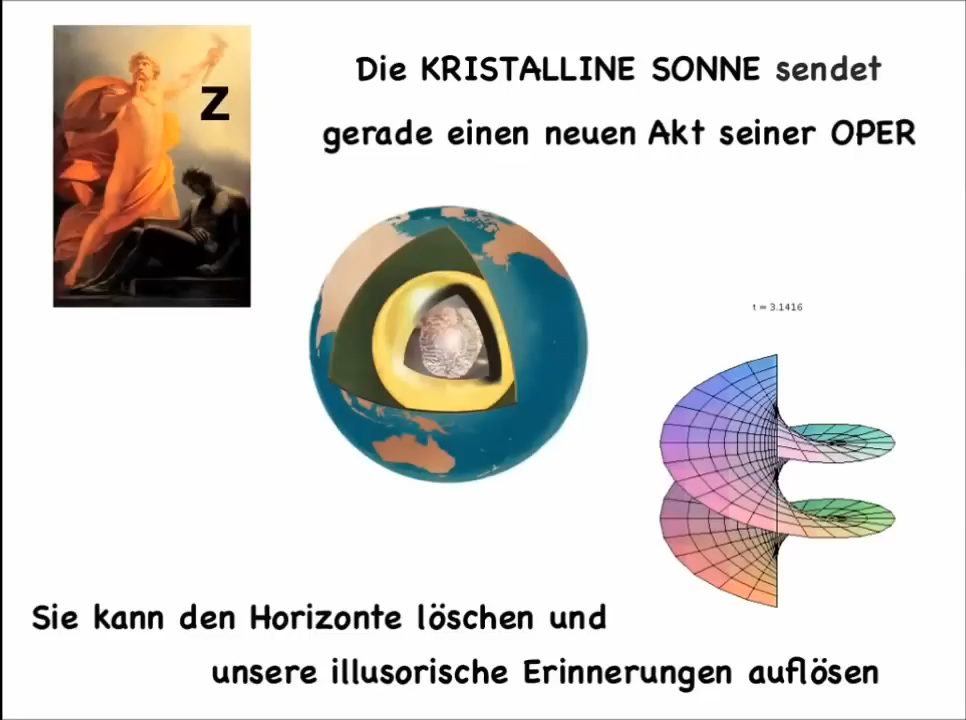 Z
Die KRISTALLINE SONNE sendet
gerade einen neuen Akt seiner OPER
t = 3.1416
Sie kann den Horizonte löschen und
unsere illusorische Erinnerungen auflösen